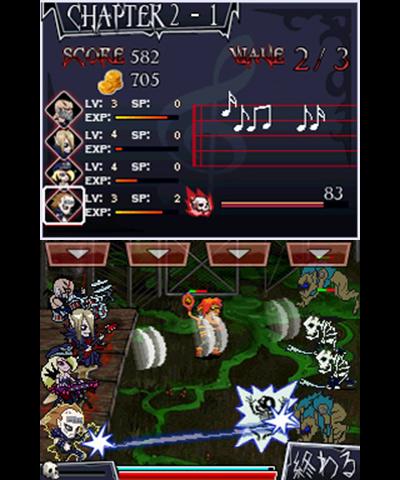 CHAPTER 2 - 1
SCORE 582
WAVE 2/3
705
LV: 3 SP: 0
EXP:
LV: 4 SP: 0
EXP:
LV: 4 SP: 0
EXP:
LV: 3 SP: 2
EXP:
83
終わる